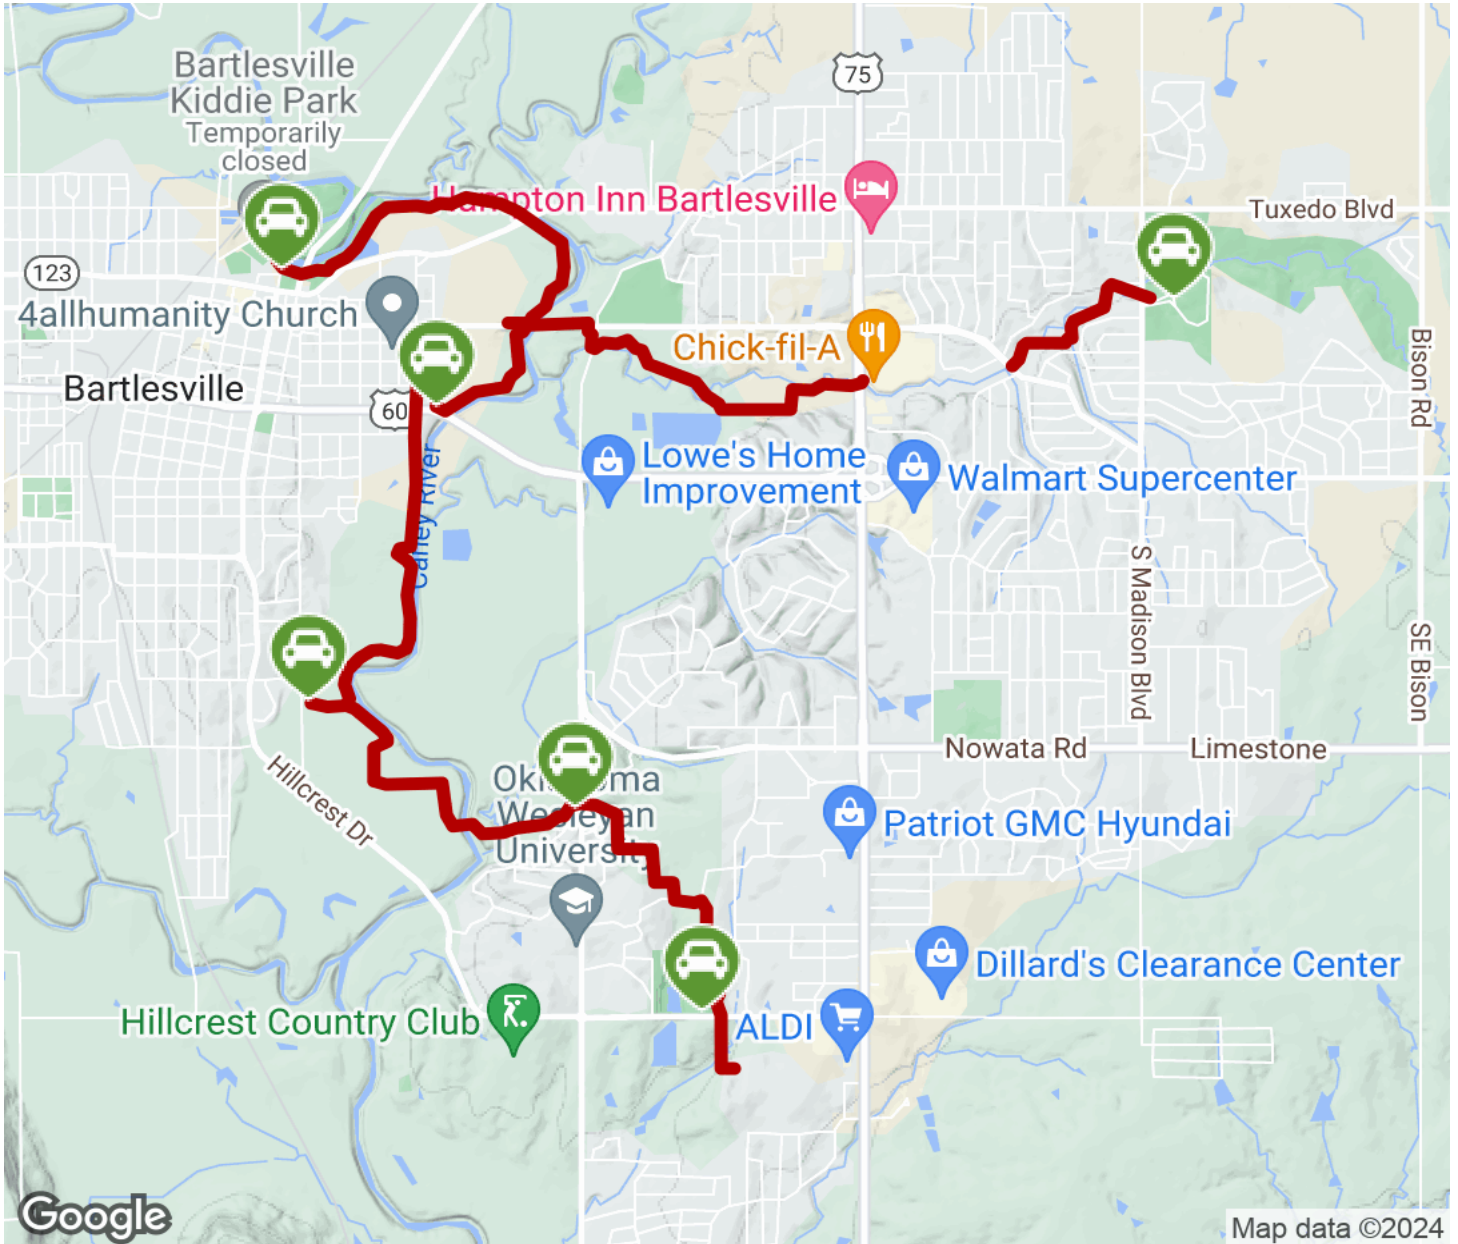 Bartlesville
Kiddie Park
Temporarily
closed
75
Hampton Inn Bartlesville
Tuxedo Blvd
123
4allhumanity Church
Chick-fil-A
Bartlesville
60
Bison Rd
Caney River
Lowe's Home
Improvement
Walmart Supercenter
S Madison Blvd
SE Bison
Nowata Rd
Limestone
Hillcrest Dr
Oklahoma
Wesleyan
University
Patriot GMC Hyundai
Dillard's Clearance Center
Hillcrest Country Club
ALDI
Google
Map data ©2024